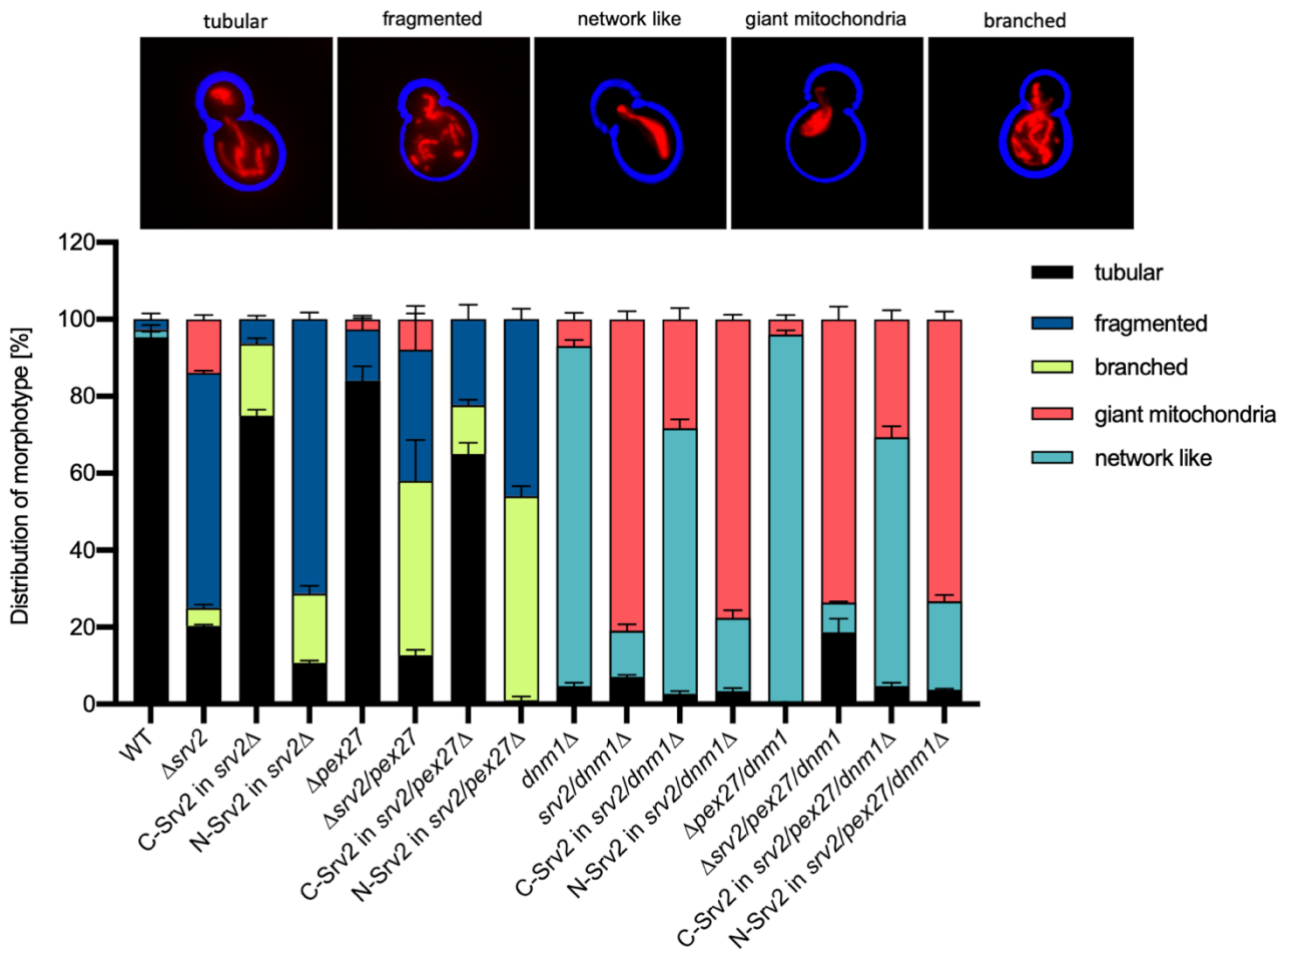 tubular
fragmented
network like
giant mitochondria
branched
Distribution of morphotype [%]
120
100
80
60
40
20
0
WT
Δsrv2
C-Srv2 in srv2Δ
N-Srv2 in srv2Δ
Δpex27
Δsrv2/pex27
C-Srv2 in srv2/pex27Δ
N-Srv2 in srv2/pex27Δ
dnm1Δ
srv2/dnm1Δ
C-Srv2 in srv2/dnm1Δ
N-Srv2 in srv2/dnm1Δ
Δpex27/dnm1
Δsrv2/pex27/dnm1
C-Srv2 in srv2/pex27/dnm1Δ
N-Srv2 in srv2/pex27/dnm1Δ
tubular
fragmented
branched
giant mitochondria
network like